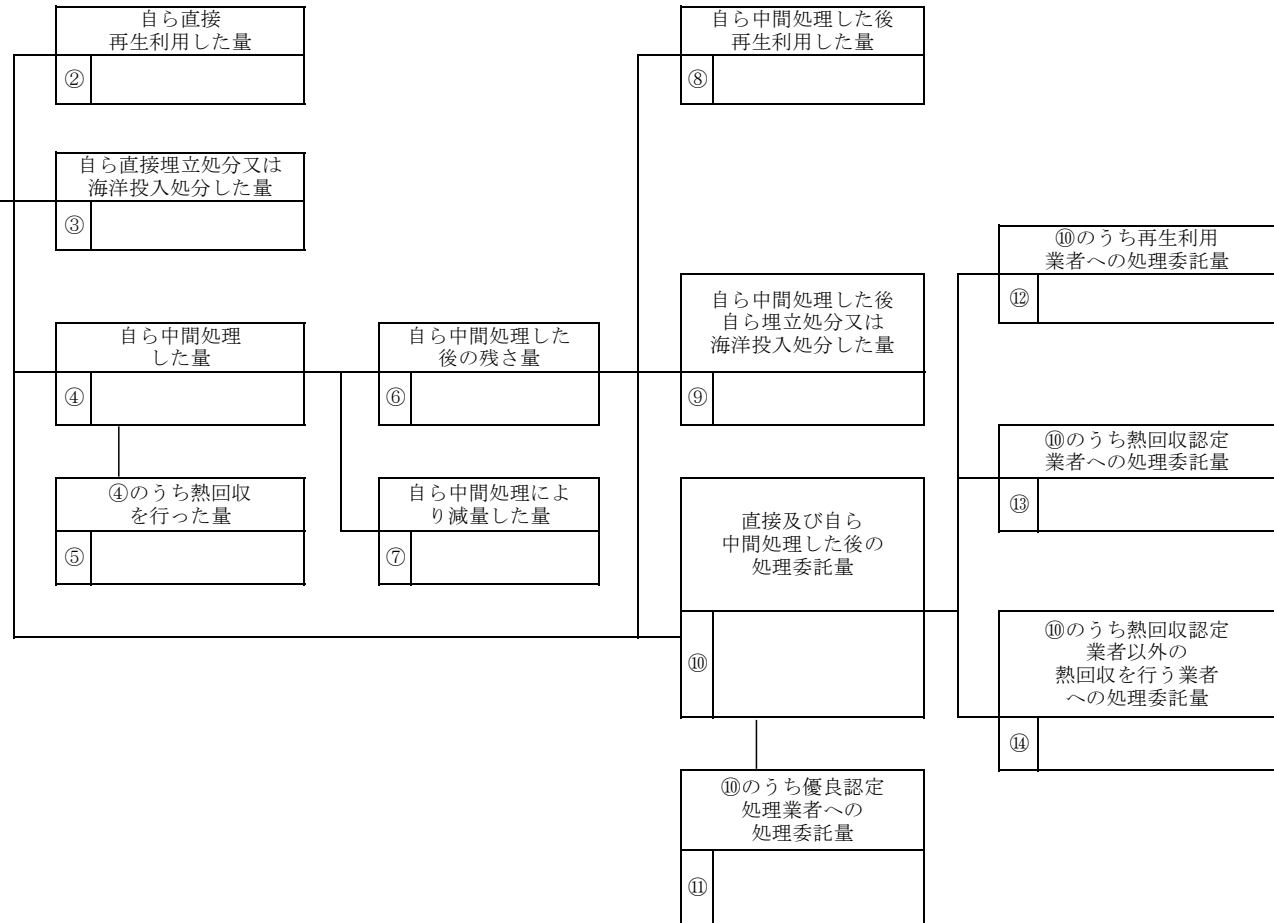 自ら直接
再生利用した量
②
自ら直接埋立処分又は
海洋投入処分した量
③
自ら中間処理
した量
④
④のうち熱回収
を行った量
⑤
自ら中間処理した
後の残さ量
⑥
自ら中間処理によ
り減量した量
⑦
自ら中間処理した後
再生利用した量
⑧
自ら中間処理した後
自ら埋立処分又は
海洋投入処分した量
⑨
直接及び自ら
中間処理した後の
処理委託量
⑩
⑩のうち優良認定
処理業者への
処理委託量
⑪
⑩のうち再生利用
業者への処理委託量
⑫
⑩のうち熱回収認定
業者への処理委託量
⑬
⑩のうち熱回収認定
業者以外の
熱回収を行う業者
への処理委託量
⑭